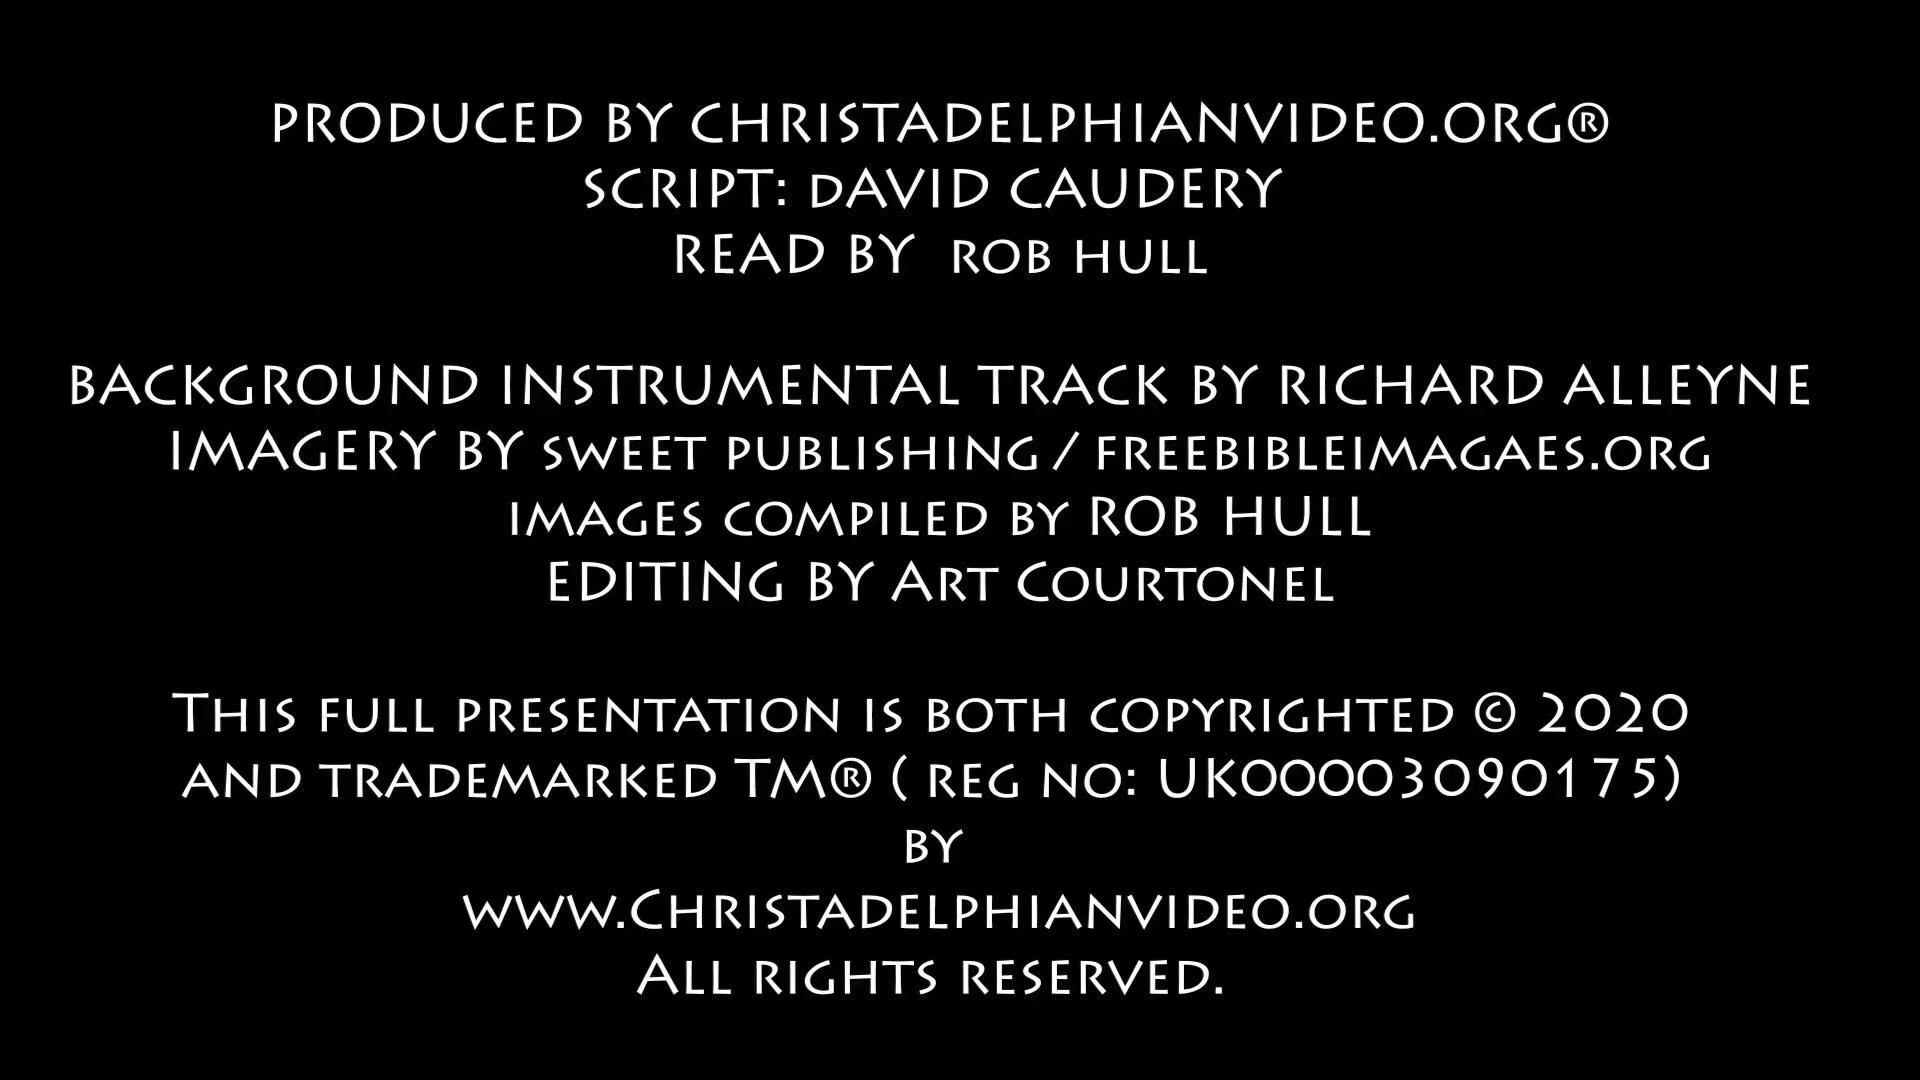 PRODUCED BY CHRISTADELPHIANVIDEO.ORG®
SCRIPT: DAVID CAUDERY
READ BY ROB HULL
BACKGROUND INSTRUMENTAL TRACK BY RICHARD ALLEYNE
IMAGERY BY SWEET PUBLISHING / FREEBIBLEIMAGAES.ORG
IMAGES COMPILED BY ROB HULL
EDITING BY ART COURTONEL
THIS FULL PRESENTATION IS BOTH COPYRIGHTED © 2020
AND TRADEMARKED TM® ( REG NO: UK00003090175)
BY
WWW.CHRISTADELPHIANVIDEO.ORG
ALL RIGHTS RESERVED.